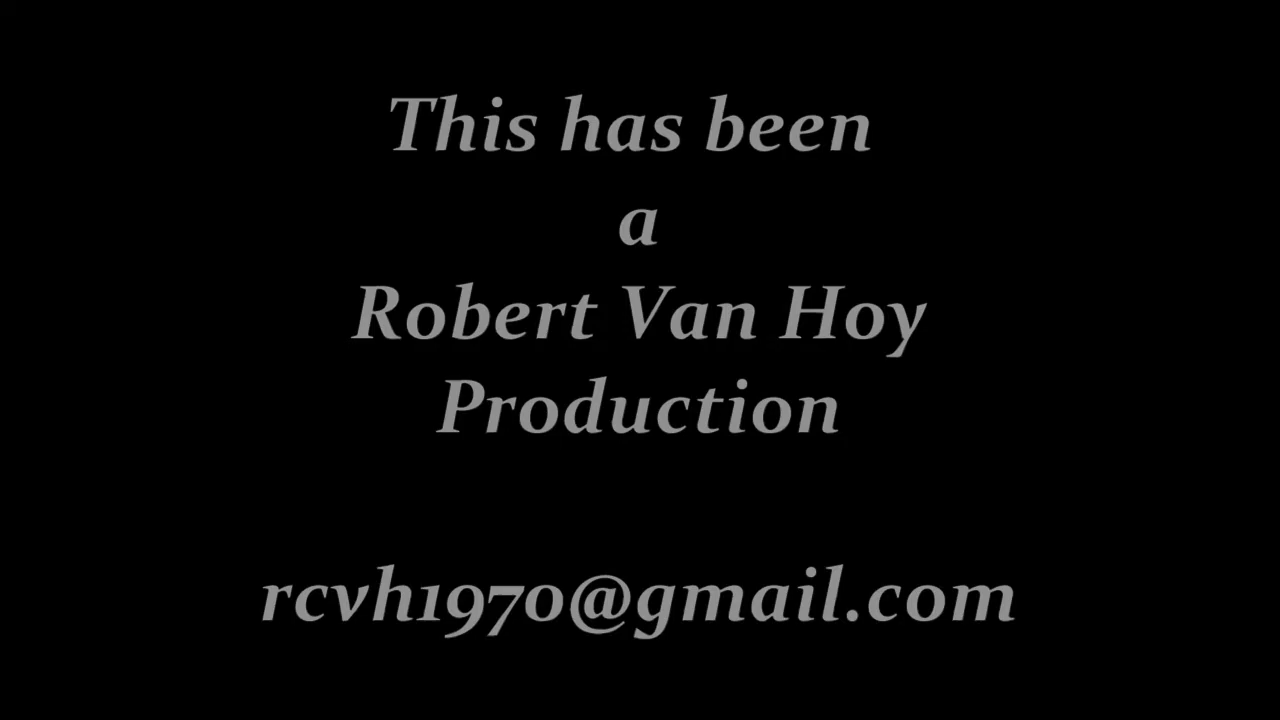 This has been
a
Robert Van Hoy
Production
rcvh1970@gmail.com